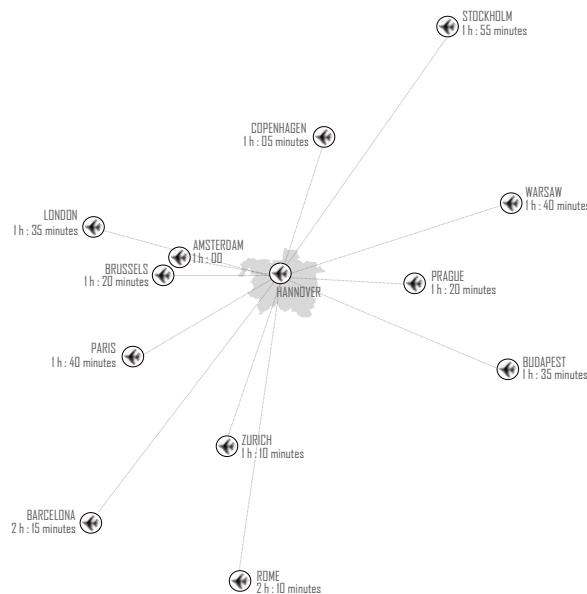 STOCKHOLM
1 h : 55 minutes
COPENHAGEN
1 h : 05 minutes
WARSAW
1 h : 40 minutes
LONDON
1 h : 35 minutes
AMSTERDAM
1 h : 00
BRUSSELS
1 h : 20 minutes
HANNOVER
PRAGUE
1 h : 20 minutes
PARIS
1 h : 40 minutes
BUDAPEST
1 h : 35 minutes
ZURICH
1 h : 10 minutes
BARCELONA
2 h : 15 minutes
ROME
2 h : 10 minutes